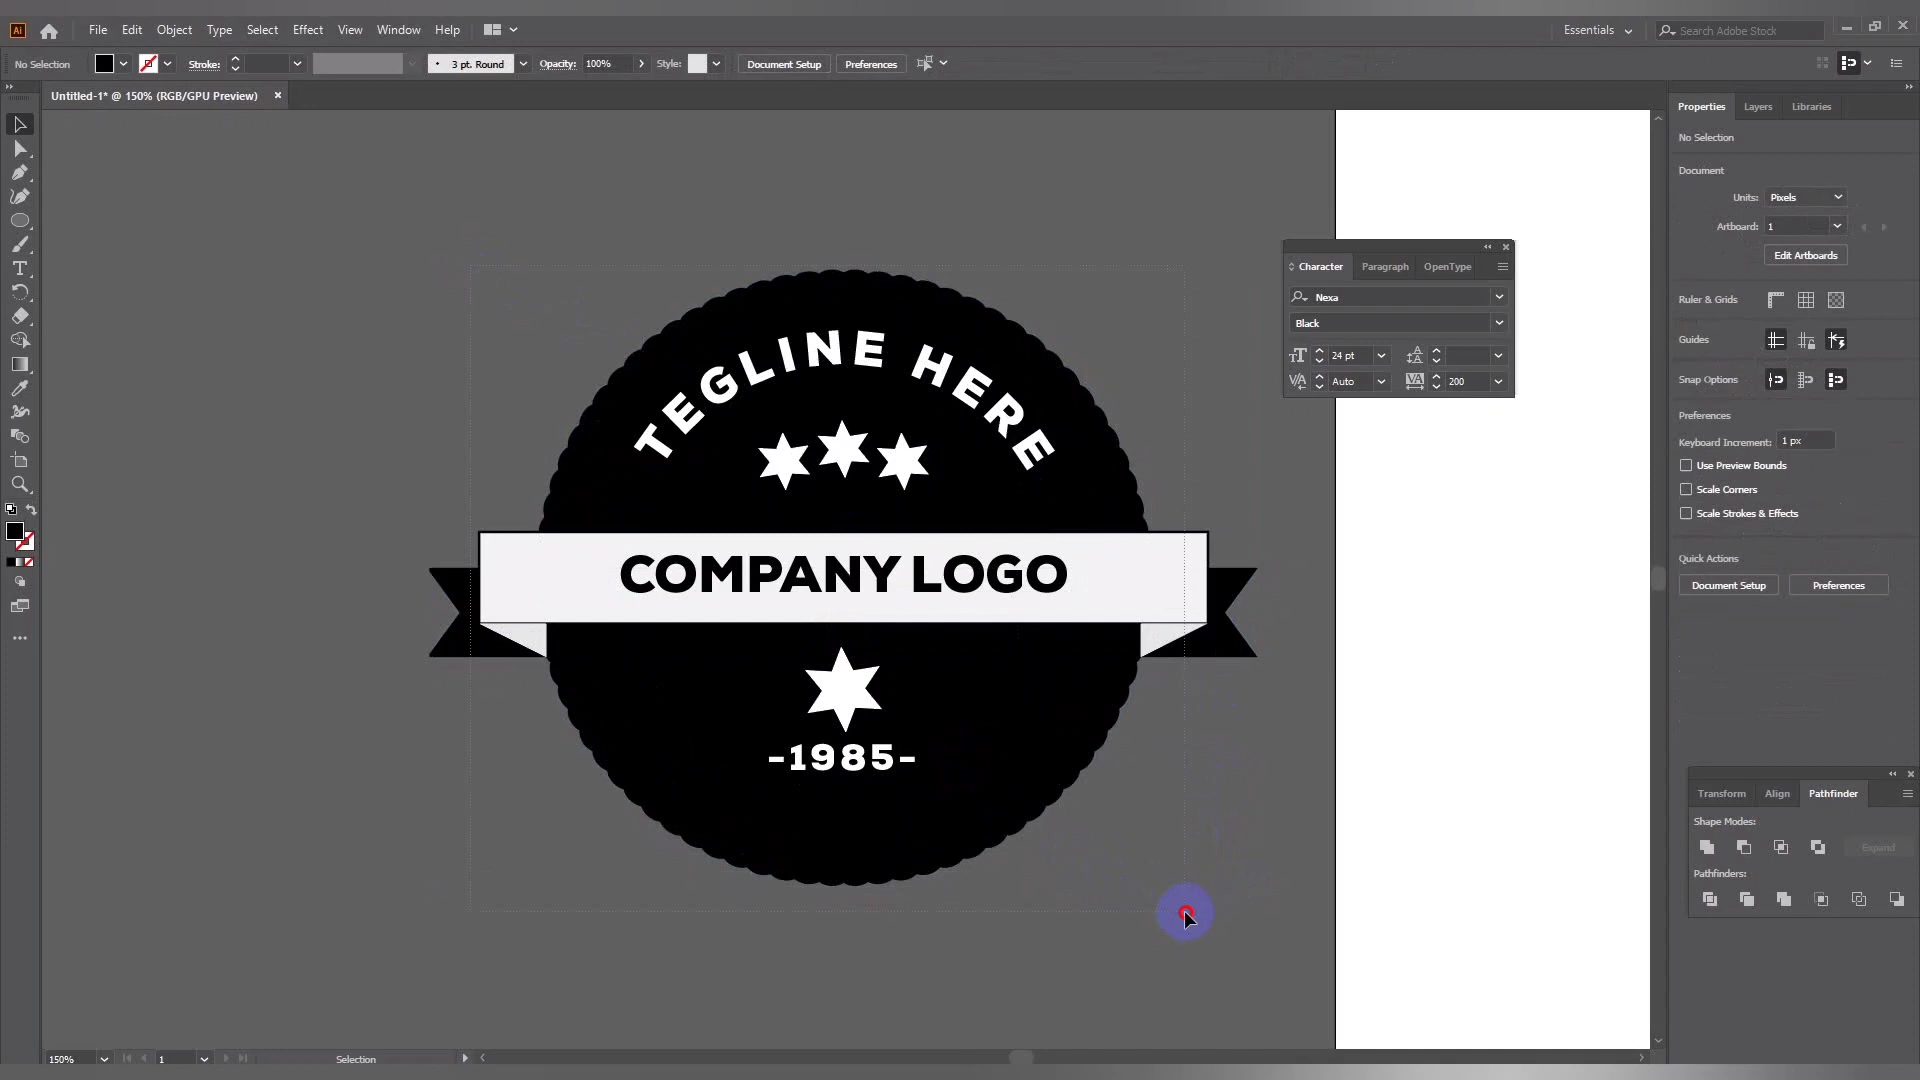 Ai File Edit Object Type Select Effect View Window Help Essentials Search Adobe Stock
No Selection Stroke: 3 pt. Round Opacity: 100% Style: Document Setup Preferences
Untitled-1* @ 150% (RGB/GPU Preview)
Properties Layers Libraries
No Selection
Document
Units: Pixels
Artboard: 1
Edit Artboards
Ruler & Grids
Guides
Snap Options
Preferences
Keyboard Increment: 1 px
Use Preview Bounds
Scale Corners
Scale Strokes & Effects
Quick Actions
Document Setup Preferences
Character Paragraph OpenType
Nexa
Black
24 pt
Auto 200
TEGLINE HERE
COMPANY LOGO
-1985-
Transform Align Pathfinder
Shape Modes:
Expand
Pathfinders:
150% 1 Selection